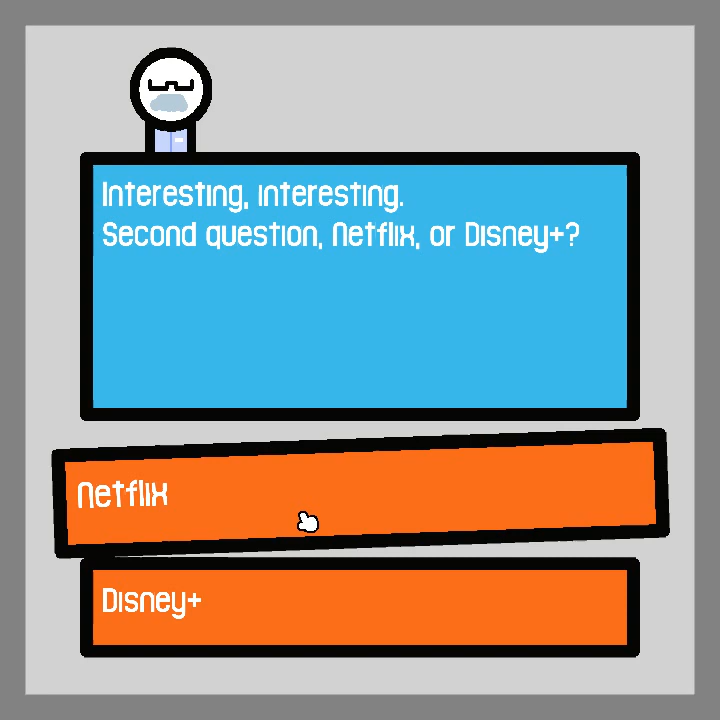 Interesting, interesting.
Second question, Netflix, or Disney+?
Netflix
Disney+